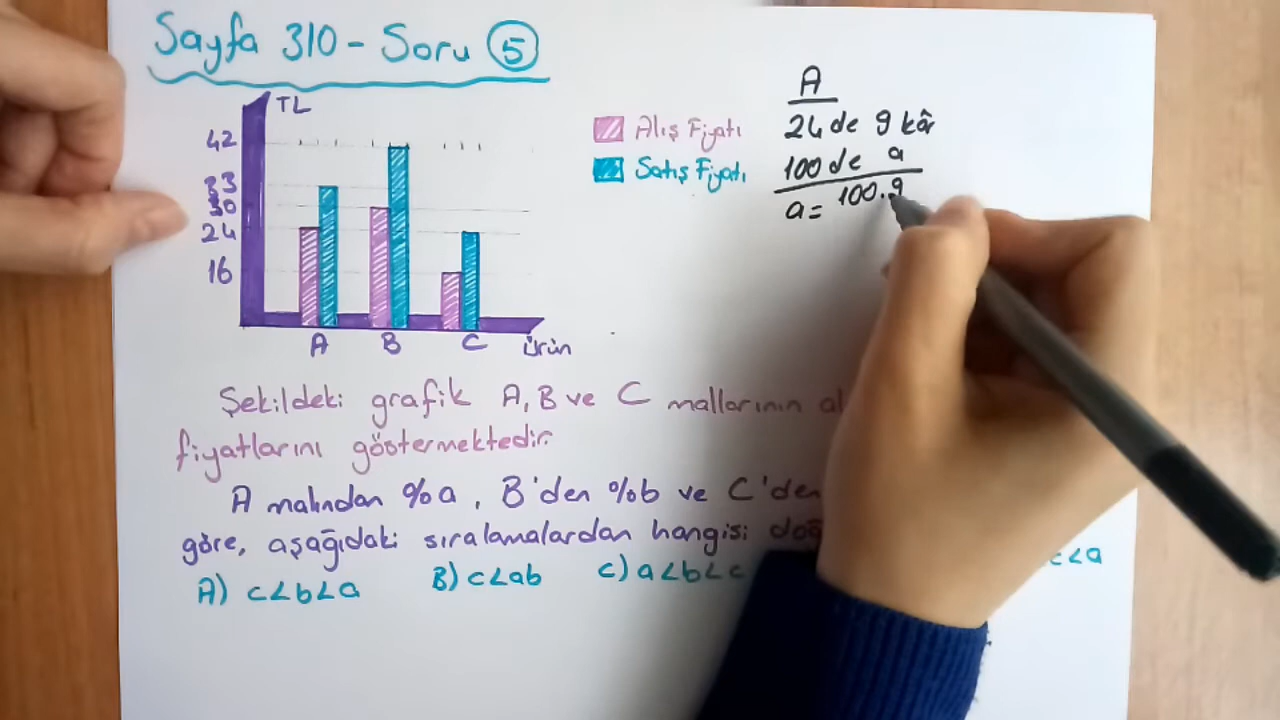 Sayfa 310 - Soru 5
TL
42
33
30
24
16
A B C Ürün
Alış Fiyatı
Satış Fiyatı
A
24 de 9 kâr
100 de a
a = 100.9
Şekildeki grafik A, B ve C mallarının
fiyatlarını göstermektedir.
A malından %a, B'den %b ve C'den
göre, aşağıdaki sıralamalardan hangisi
A) c<b<a B) c<ab C) a<b<c c<a